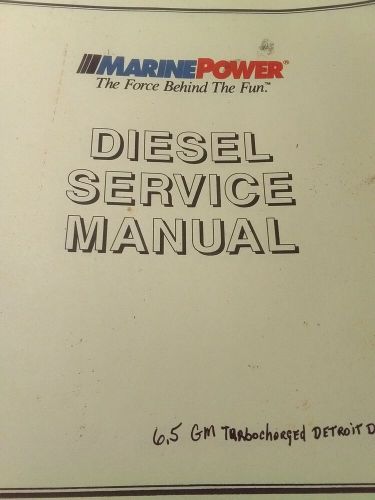 MARINEPOWER®
The Force Behind The Fun.™
DIESEL
SERVICE
MANUAL
6.5 GM TURBOCHARGED DETROIT D